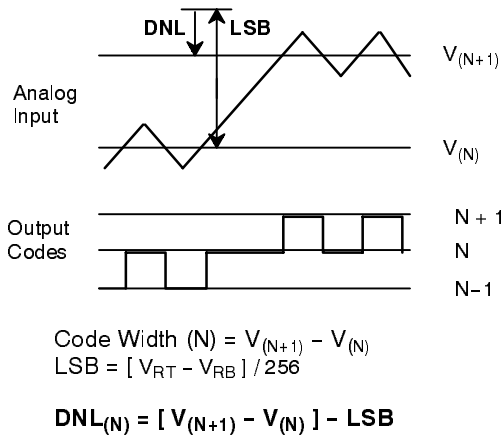 DNL LSB
V(N+1)
Analog
Input
V(N)
Output
Codes
N + 1
N
N−1
Code Width (N) = V(N+1) − V(N)
LSB = [ VRT − VRB ] / 256
DNL(N) = [ V(N+1) − V(N) ] − LSB